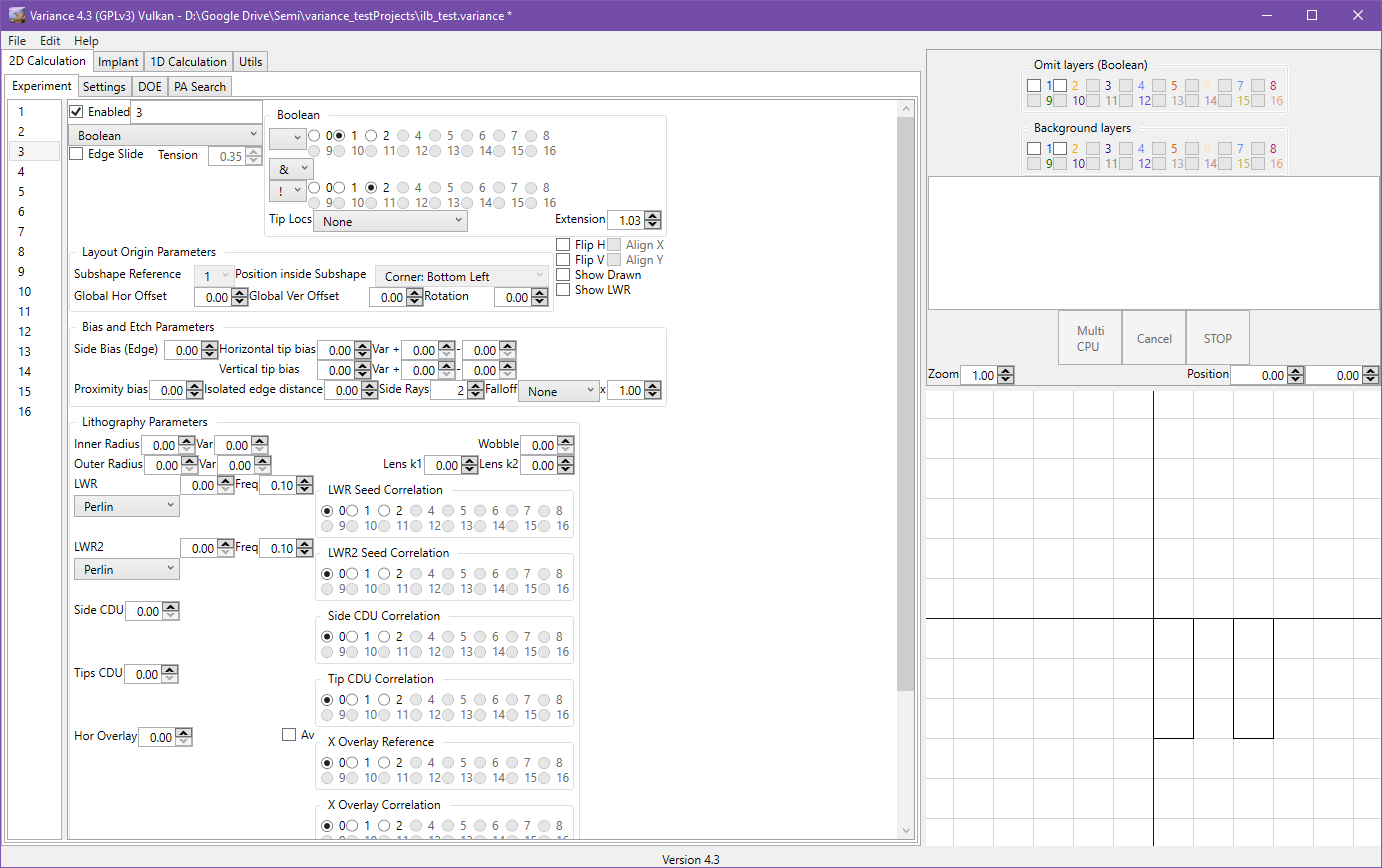 Variance 4.3 (GPLv3) Vulkan - D:\Google Drive\Semi\variance_testProjects\ilb_test.variance *
File Edit Help
2D Calculation Implant 1D Calculation Utils
Experiment Settings DOE PA Search
1
2
3
4
5
6
7
8
9
10
11
12
13
14
15
16
Enabled 3
Boolean
Edge Slide Tension 0.35
Boolean
0 1 2 4 5 6 7 8
9 10 11 12 13 14 15 16
&
! 0 1 2 4 5 6 7 8
9 10 11 12 13 14 15 16
Tip Locs None Extension 1.03
Flip H Align X
Flip V Align Y
Show Drawn
Show LWR
Layout Origin Parameters
Subshape Reference 1 Position inside Subshape Corner: Bottom Left
Global Hor Offset 0.00 Global Ver Offset 0.00 Rotation 0.00
Bias and Etch Parameters
Side Bias (Edge) 0.00 Horizontal tip bias 0.00 Var + 0.00 - 0.00
Vertical tip bias 0.00 Var + 0.00 - 0.00
Proximity bias 0.00 Isolated edge distance 0.00 Side Rays 2 Falloff None x 1.00
Lithography Parameters
Inner Radius 0.00 Var 0.00 Wobble 0.00
Outer Radius 0.00 Var 0.00 Lens k1 0.00 Lens k2 0.00
LWR 0.00 Freq 0.10
Perlin
LWR Seed Correlation
0 1 2 4 5 6 7 8
9 10 11 12 13 14 15 16
LWR2 0.00 Freq 0.10
Perlin
LWR2 Seed Correlation
0 1 2 4 5 6 7 8
9 10 11 12 13 14 15 16
Side CDU 0.00
Side CDU Correlation
0 1 2 4 5 6 7 8
9 10 11 12 13 14 15 16
Tips CDU 0.00
Tip CDU Correlation
0 1 2 4 5 6 7 8
9 10 11 12 13 14 15 16
Hor Overlay 0.00 Av
X Overlay Reference
0 1 2 4 5 6 7 8
9 10 11 12 13 14 15 16
X Overlay Correlation
0 1 2 4 5 6 7 8
Omit layers (Boolean)
1 2 3 4 5 6 7 8
9 10 11 12 13 14 15 16
Background layers
1 2 3 4 5 6 7 8
9 10 11 12 13 14 15 16
Multi
CPU
Cancel
STOP
Zoom 1.00 Position 0.00 0.00
Version 4.3